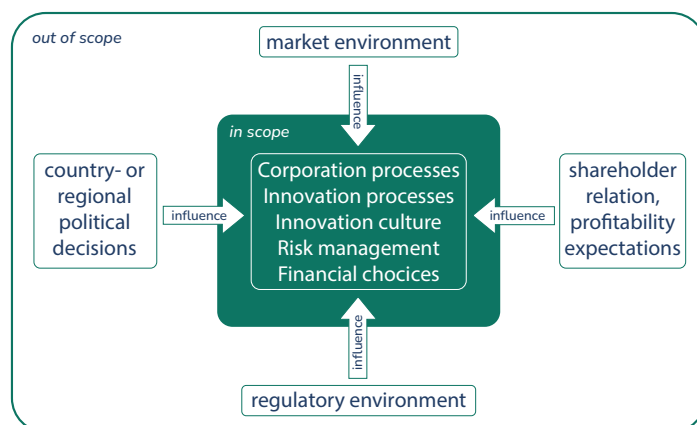 out of scope
market environment
influence
in scope
country- or
regional
political
decisions
influence
Corporation processes
Innovation processes
Innovation culture
Risk management
Financial chocices
influence
shareholder
relation,
profitability
expectations
influence
regulatory environment